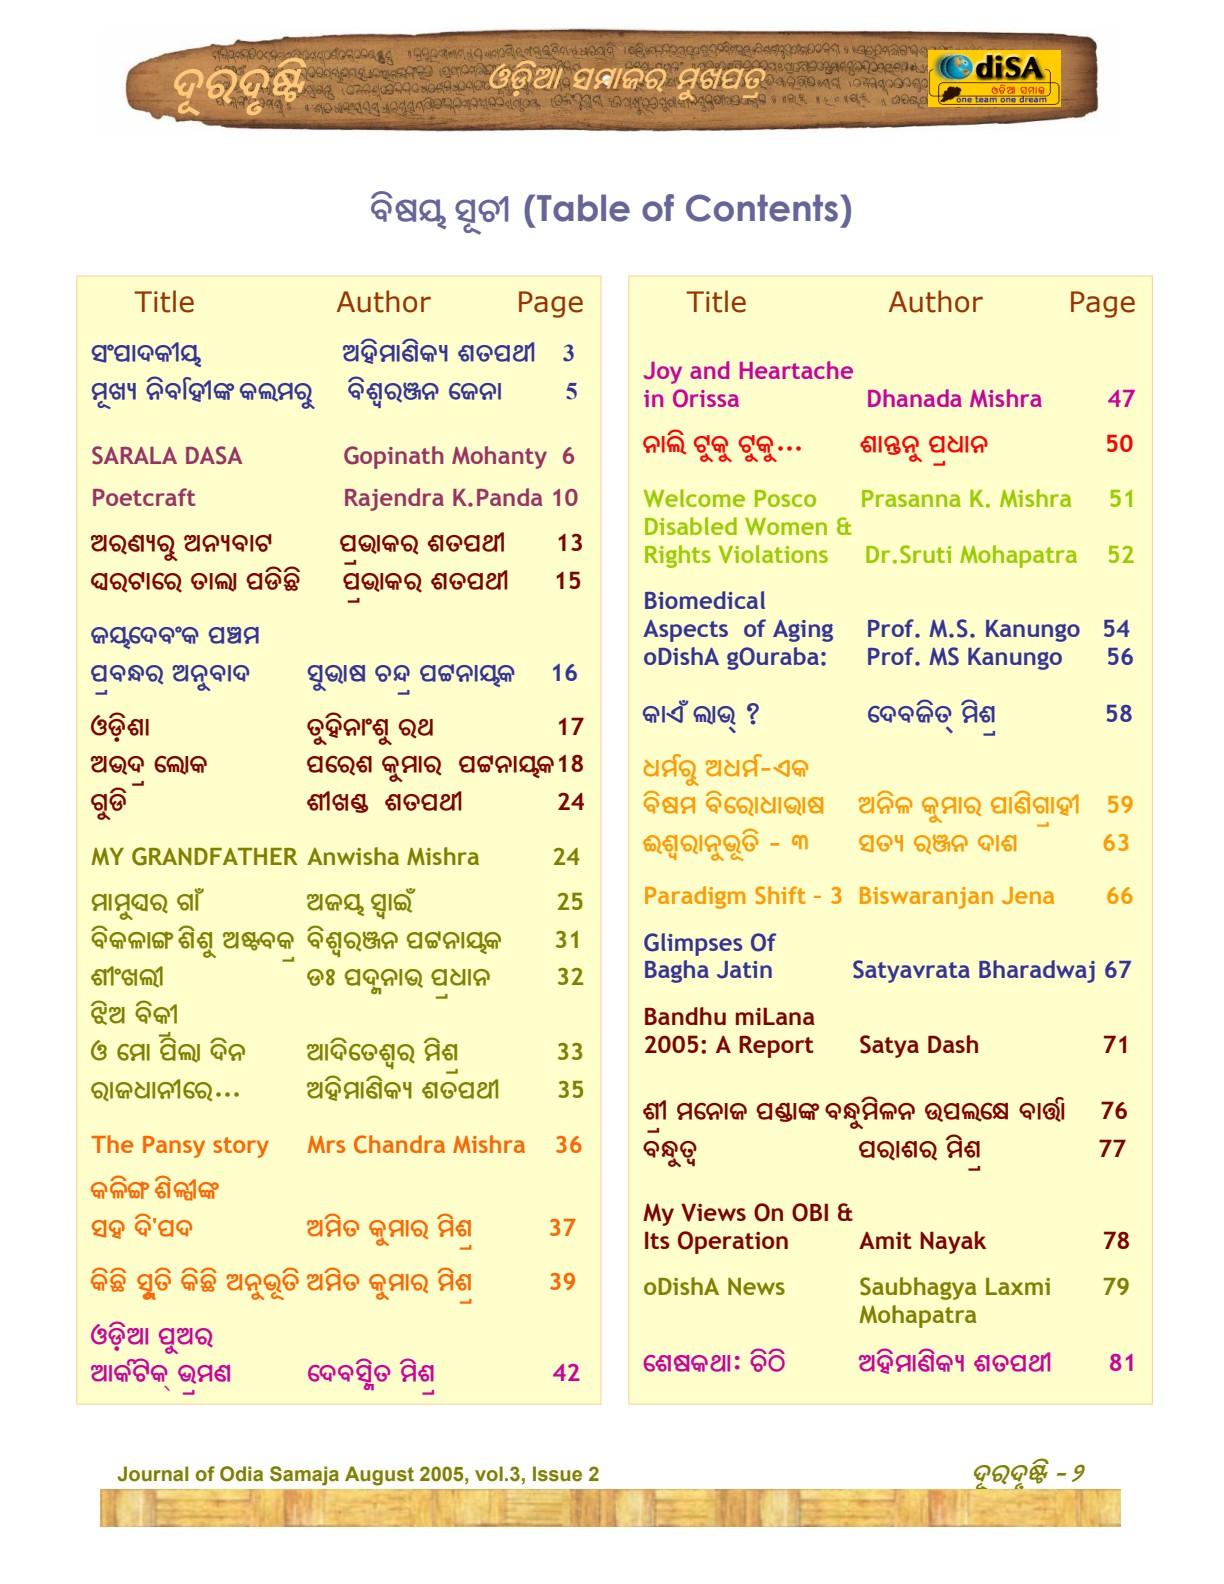 ଦୂରଦୃଷ୍ଟି ଓଡ଼ିଆ ସମାଜର ମୁଖପତ୍ର OdiSA
ଓଡ଼ିଆ ସମାଜ
one team one dream
ବିଷୟ ସୂଚୀ (Table of Contents)
Title Author Page
ସଂପାଦକୀୟ ଅହିମାଣିକ୍ୟ ଶତପଥୀ 3
ମୂଖ୍ୟ ନିର୍ବାହୀଙ୍କ କଲମରୁ ବିଶ୍ୱରଞ୍ଜନ ଜେନା 5
SARALA DASA Gopinath Mohanty 6
Poetcraft Rajendra K.Panda 10
ଅରଣ୍ୟରୁ ଅନ୍ୟବାଟ ପ୍ରଭାକର ଶତପଥୀ 13
ଘରଟାରେ ତାଲା ପଡିଛି ପ୍ରଭାକର ଶତପଥୀ 15
ଜୟଦେବଂକ ପଞ୍ଚମ
ପ୍ରବନ୍ଧର ଅନୁବାଦ ସୁଭାଷ ଚନ୍ଦ୍ର ପଟ୍ଟନାୟକ 16
ଓଡ଼ିଶା ତୁହିନାଂଶୁ ରଥ 17
ଅଭଦ୍ର ଲୋକ ପରେଶ କୁମାର ପଟ୍ଟନାୟକ 18
ଗୁଡି ଶୀଖଣ୍ଡ ଶତପଥୀ 24
MY GRANDFATHER Anwisha Mishra 24
ମାମୁଘର ଗାଁ ଅଜୟ ସ୍ୱାଇଁ 25
ବିକଳାଙ୍ଗ ଶିଶୁ ଅଷ୍ଟବକ୍ର ବିଶ୍ୱରଞ୍ଜନ ପଟ୍ଟନାୟକ 31
ଶୀଂଖଲୀ ଡଃ ପଦ୍ମନାଭ ପ୍ରଧାନ 32
ଝିଅ ବିକ୍ରୀ
ଓ ମୋ ପିଲା ଦିନ ଆଦିତେଶ୍ୱର ମିଶ୍ର 33
ରାଜଧାନୀରେ... ଅହିମାଣିକ୍ୟ ଶତପଥୀ 35
The Pansy story Mrs Chandra Mishra 36
କଳିଙ୍ଗ ଶିଳ୍ପୀଙ୍କ
ସହ ଦି'ପଦ ଅମିତ କୁମାର ମିଶ୍ର 37
କିଛି ସ୍ମୃତି କିଛି ଅନୁଭୂତି ଅମିତ କୁମାର ମିଶ୍ର 39
ଓଡ଼ିଆ ପୁଅର
ଆର୍କଟିକ୍ ଭ୍ରମଣ ଦେବସ୍ମିତ ମିଶ୍ର 42
Title Author Page
Joy and Heartache
in Orissa Dhanada Mishra 47
ନାଲି ଟୁକୁ ଟୁକୁ... ଶାନ୍ତନୁ ପ୍ରଧାନ 50
Welcome Posco Prasanna K. Mishra 51
Disabled Women &
Rights Violations Dr.Sruti Mohapatra 52
Biomedical
Aspects of Aging Prof. M.S. Kanungo 54
oDishA gOuraba: Prof. MS Kanungo 56
କାଏଁ ଲାଭ୍ ? ଦେବଜିତ୍ ମିଶ୍ର 58
ଧର୍ମରୁ ଅଧର୍ମ-ଏକ
ବିଷମ ବିରୋଧାଭାଷ ଅନିଳ କୁମାର ପାଣିଗ୍ରାହୀ 59
ଈଶ୍ୱରାନୁଭୂତି - ୩ ସତ୍ୟ ରଞ୍ଜନ ଦାଶ 63
Paradigm Shift - 3 Biswaranjan Jena 66
Glimpses Of
Bagha Jatin Satyavrata Bharadwaj 67
Bandhu miLana
2005: A Report Satya Dash 71
ଶ୍ରୀ ମନୋଜ ପଣ୍ଡାଙ୍କ ବନ୍ଧୁମିଳନ ଉପଲକ୍ଷେ ବାର୍ତ୍ତା 76
ବନ୍ଧୁତ୍ୱ ପରାଶର ମିଶ୍ର 77
My Views On OBI &
Its Operation Amit Nayak 78
oDishA News Saubhagya Laxmi 79
Mohapatra
ଶେଷକଥା: ଚିଠି ଅହିମାଣିକ୍ୟ ଶତପଥୀ 81
Journal of Odia Samaja August 2005, vol.3, Issue 2 ଦୂରଦୃଷ୍ଟି - ୨